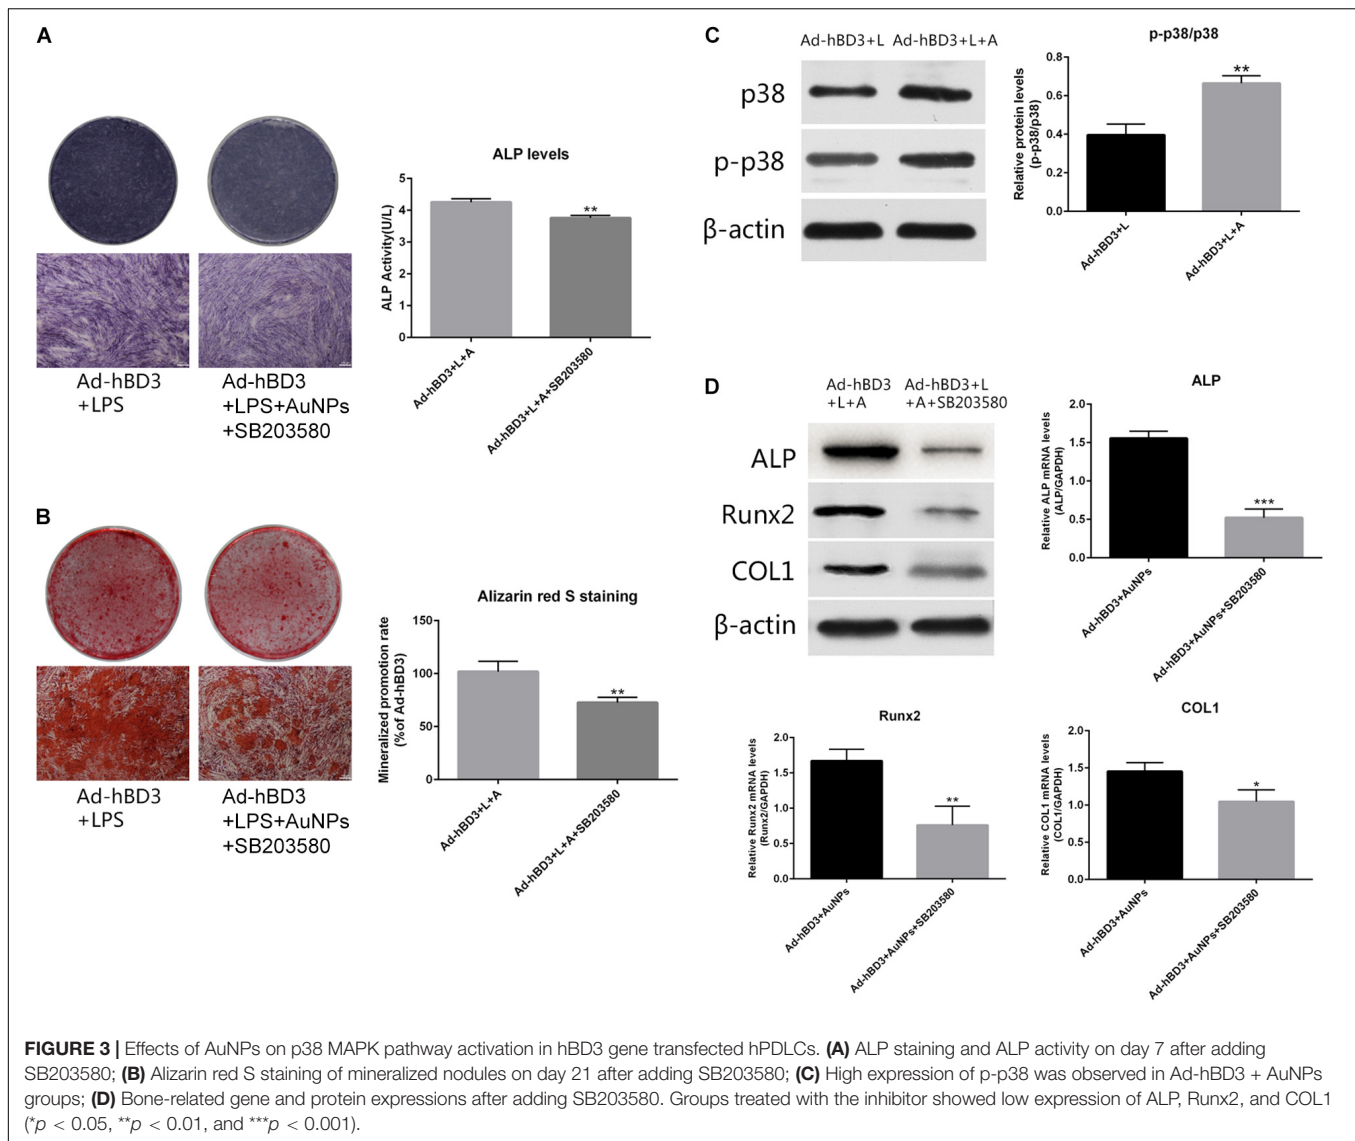 A
ALP levels
ALP Activity(U/L)
5
4
3
2
1
0
**
Ad-hBD3+L+A
Ad-hBD3+L+A+SB203580
Ad-hBD3
+LPS
Ad-hBD3
+LPS+AuNPs
+SB203580
B
Alizarin red S staining
Mineralized promotion rate
(%of Ad-hBD3)
150
100
50
0
**
Ad-hBD3+L+A
Ad-hBD3+L+A+SB203580
Ad-hBD3
+LPS
Ad-hBD3
+LPS+AuNPs
+SB203580
C
Ad-hBD3+L Ad-hBD3+L+A
p38
p-p38
β-actin
p-p38/p38
Relative protein levels
(p-p38/p38)
0.8
0.6
0.4
0.2
0.0
**
Ad-hBD3+L
Ad-hBD3+L+A
D
Ad-hBD3
+L+A
Ad-hBD3+L
+A+SB203580
ALP
Runx2
COL1
β-actin
ALP
Relative ALP mRNA levels
(ALP/GAPDH)
2.0
1.5
1.0
0.5
0.0
***
Ad-hBD3+AuNPs
Ad-hBD3+AuNPs+SB203580
Runx2
Relative Runx2 mRNA levels
(Runx2/GAPDH)
2.0
1.5
1.0
0.5
0.0
**
Ad-hBD3+AuNPs
Ad-hBD3+AuNPs+SB203580
COL1
Relative COL1 mRNA levels
(COL1/GAPDH)
2.0
1.5
1.0
0.5
0.0
*
Ad-hBD3+AuNPs
Ad-hBD3+AuNPs+SB203580
FIGURE 3 | Effects of AuNPs on p38 MAPK pathway activation in hBD3 gene transfected hPDLCs. (A) ALP staining and ALP activity on day 7 after adding
SB203580; (B) Alizarin red S staining of mineralized nodules on day 21 after adding SB203580; (C) High expression of p-p38 was observed in Ad-hBD3 + AuNPs
groups; (D) Bone-related gene and protein expressions after adding SB203580. Groups treated with the inhibitor showed low expression of ALP, Runx2, and COL1
(*p < 0.05, **p < 0.01, and ***p < 0.001).